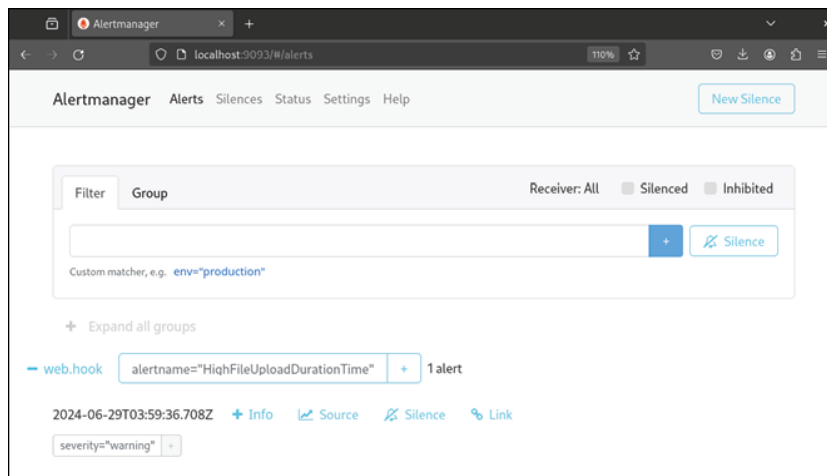 Alertmanager × +
localhost:9093/#/alerts 110%
Alertmanager Alerts Silences Status Settings Help New Silence
Filter Group Receiver: All Silenced Inhibited
+ Silence
Custom matcher, e.g. env="production"
+ Expand all groups
− web.hook alertname="HighFileUploadDurationTime" + 1 alert
2024-06-29T03:59:36.708Z + Info Source Silence Link
severity="warning" +